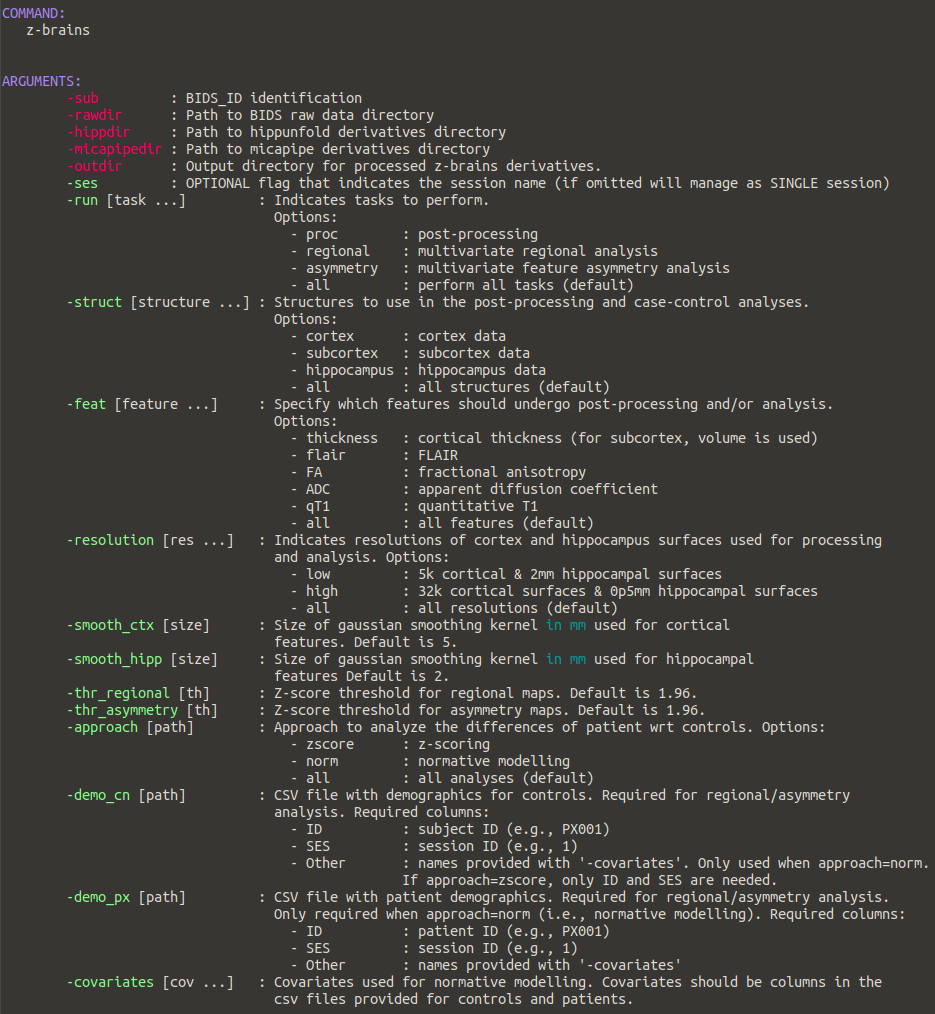 COMMAND:
z-brains
ARGUMENTS:
-sub : BIDS_ID identification
-rawdir : Path to BIDS raw data directory
-hippdir : Path to hippunfold derivatives directory
-micapipedir : Path to micapipe derivatives directory
-outdir : Output directory for processed z-brains derivatives.
-ses : OPTIONAL flag that indicates the session name (if omitted will manage as SINGLE session)
-run [task ...] : Indicates tasks to perform.
Options:
- proc : post-processing
- regional : multivariate regional analysis
- asymmetry : multivariate feature asymmetry analysis
- all : perform all tasks (default)
-struct [structure ...] : Structures to use in the post-processing and case-control analyses.
Options:
- cortex : cortex data
- subcortex : subcortex data
- hippocampus : hippocampus data
- all : all structures (default)
-feat [feature ...] : Specify which features should undergo post-processing and/or analysis.
Options:
- thickness : cortical thickness (for subcortex, volume is used)
- flair : FLAIR
- FA : fractional anisotropy
- ADC : apparent diffusion coefficient
- qT1 : quantitative T1
- all : all features (default)
-resolution [res ...] : Indicates resolutions of cortex and hippocampus surfaces used for processing
and analysis. Options:
- low : 5k cortical & 2mm hippocampal surfaces
- high : 32k cortical surfaces & 0p5mm hippocampal surfaces
- all : all resolutions (default)
-smooth_ctx [size] : Size of gaussian smoothing kernel in mm used for cortical
features. Default is 5.
-smooth_hipp [size] : Size of gaussian smoothing kernel in mm used for hippocampal
features Default is 2.
-thr_regional [th] : Z-score threshold for regional maps. Default is 1.96.
-thr_asymmetry [th] : Z-score threshold for asymmetry maps. Default is 1.96.
-approach [path] : Approach to analyze the differences of patient wrt controls. Options:
- zscore : z-scoring
- norm : normative modelling
- all : all analyses (default)
-demo_cn [path] : CSV file with demographics for controls. Required for regional/asymmetry
analysis. Required columns:
- ID : subject ID (e.g., PX001)
- SES : session ID (e.g., 1)
- Other : names provided with '-covariates'. Only used when approach=norm.
If approach=zscore, only ID and SES are needed.
-demo_px [path] : CSV file with patient demographics. Required for regional/asymmetry analysis.
Only required when approach=norm (i.e., normative modelling). Required columns:
- ID : patient ID (e.g., PX001)
- SES : session ID (e.g., 1)
- Other : names provided with '-covariates'
-covariates [cov ...] : Covariates used for normative modelling. Covariates should be columns in the
csv files provided for controls and patients.